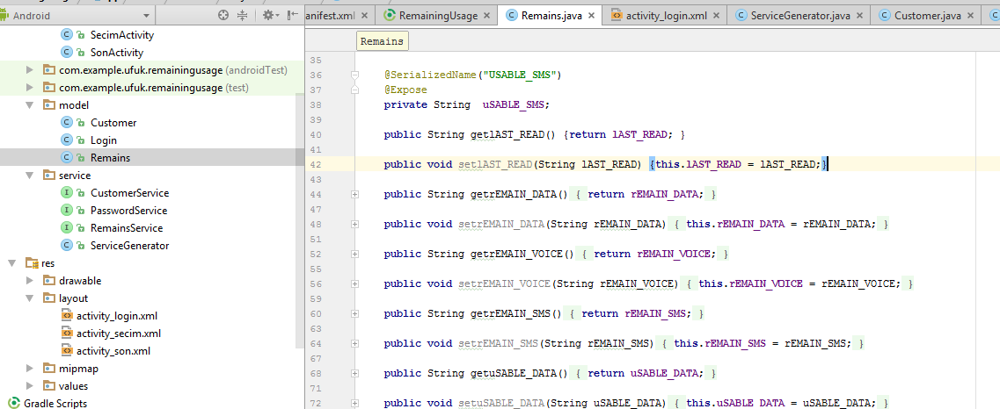 Android
anifest.xml
RemainingUsage
Remains.java
activity_login.xml
ServiceGenerator.java
Customer.java
SecimActivity
SonActivity
com.example.ufuk.remainingusage (androidTest)
com.example.ufuk.remainingusage (test)
model
Customer
Login
Remains
service
CustomerService
PasswordService
RemainsService
ServiceGenerator
res
drawable
layout
activity_login.xml
activity_secim.xml
activity_son.xml
mipmap
values
Gradle Scripts
Remains
35
36 @SerializedName("USABLE_SMS")
37 @Expose
38 private String uSABLE_SMS;
39
40 public String getlAST_READ() {return lAST_READ; }
41
42 public void setlAST_READ(String lAST_READ) {this.lAST_READ = lAST_READ;}
43
44 public String getrEMAIN_DATA() { return rEMAIN_DATA; }
47
48 public void setrEMAIN_DATA(String rEMAIN_DATA) { this.rEMAIN_DATA = rEMAIN_DATA; }
51
52 public String getrEMAIN_VOICE() { return rEMAIN_VOICE; }
55
56 public void setrEMAIN_VOICE(String rEMAIN_VOICE) { this.rEMAIN_VOICE = rEMAIN_VOICE; }
59
60 public String getrEMAIN_SMS() { return rEMAIN_SMS; }
63
64 public void setrEMAIN_SMS(String rEMAIN_SMS) { this.rEMAIN_SMS = rEMAIN_SMS; }
67
68 public String getuSABLE_DATA() { return uSABLE_DATA; }
71
72 public void setuSABLE_DATA(String uSABLE_DATA) { this.uSABLE_DATA = uSABLE_DATA; }